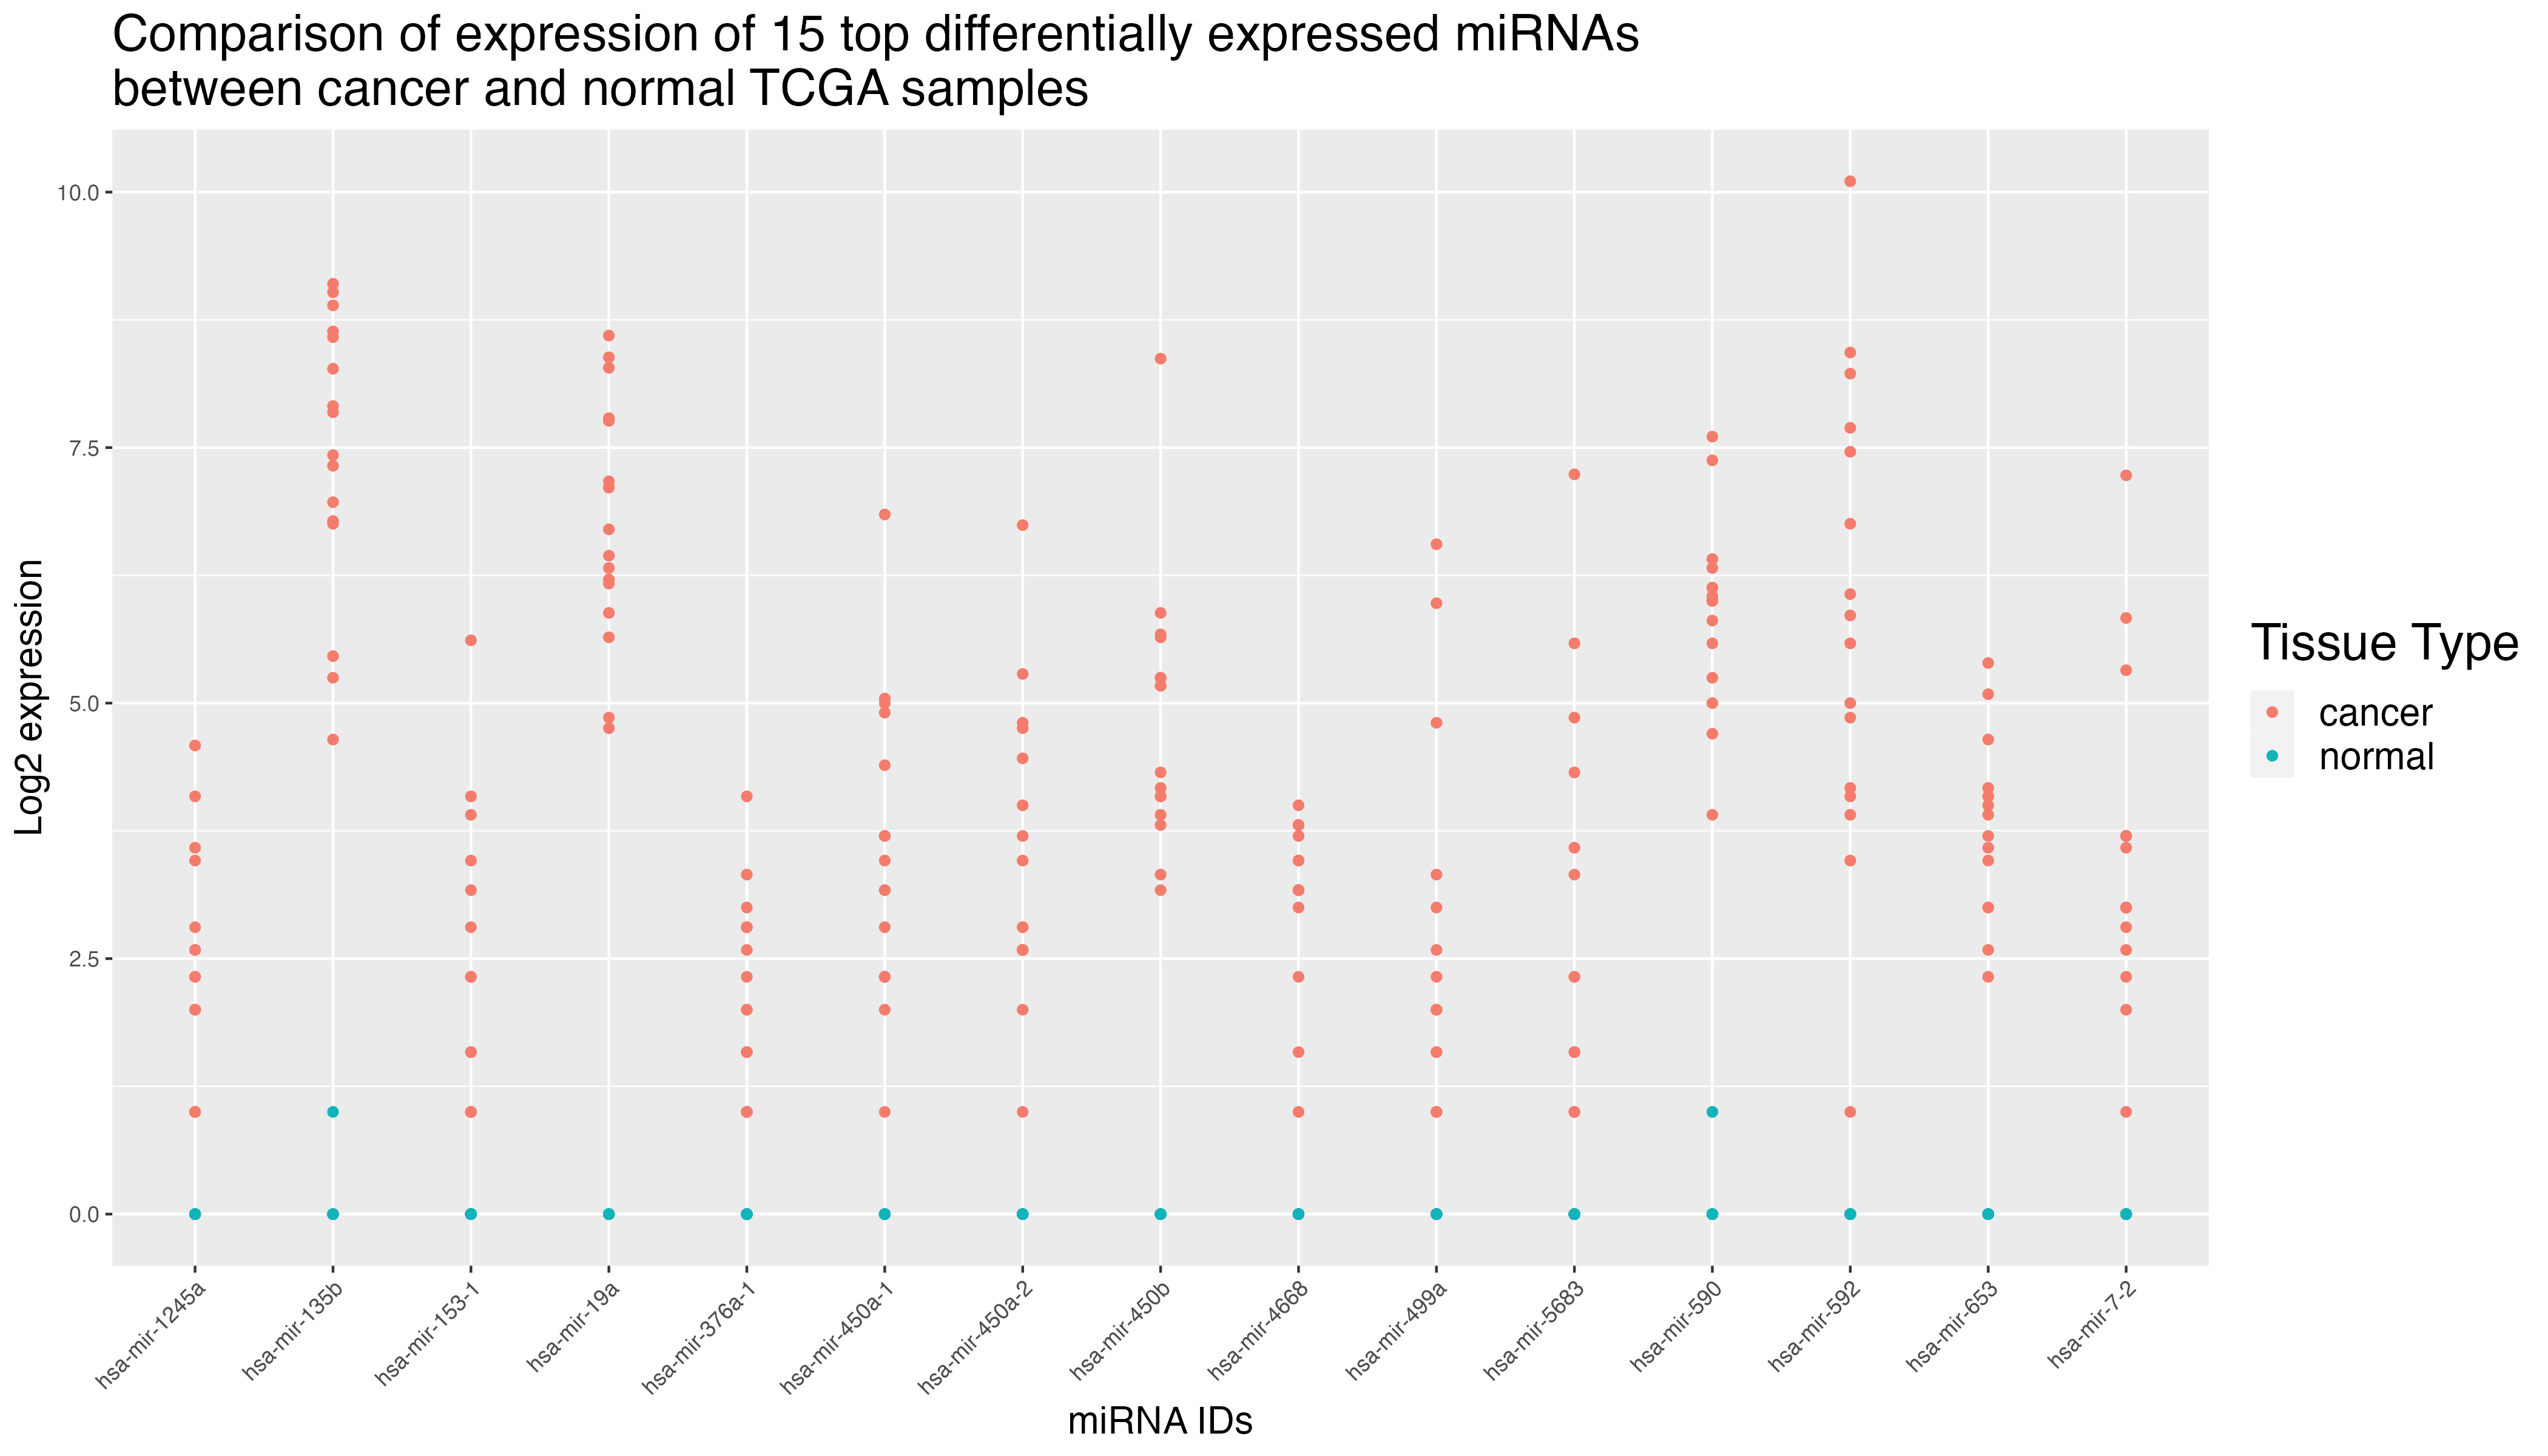 Comparison of expression of 15 top differentially expressed miRNAs
between cancer and normal TCGA samples
Log2 expression
10.0
7.5
5.0
2.5
0.0
hsa-mir-1245a
hsa-mir-135b
hsa-mir-153-1
hsa-mir-19a
hsa-mir-376a-1
hsa-mir-450a-1
hsa-mir-450a-2
hsa-mir-450b
hsa-mir-4668
hsa-mir-499a
hsa-mir-5683
hsa-mir-590
hsa-mir-592
hsa-mir-653
hsa-mir-7-2
miRNA IDs
Tissue Type
cancer
normal